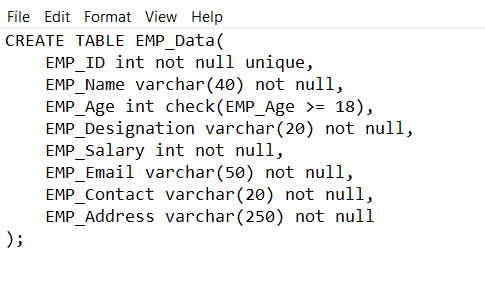 File Edit Format View Help
CREATE TABLE EMP_Data(
    EMP_ID int not null unique,
    EMP_Name varchar(40) not null,
    EMP_Age int check(EMP_Age >= 18),
    EMP_Designation varchar(20) not null,
    EMP_Salary int not null,
    EMP_Email varchar(50) not null,
    EMP_Contact varchar(20) not null,
    EMP_Address varchar(250) not null
);